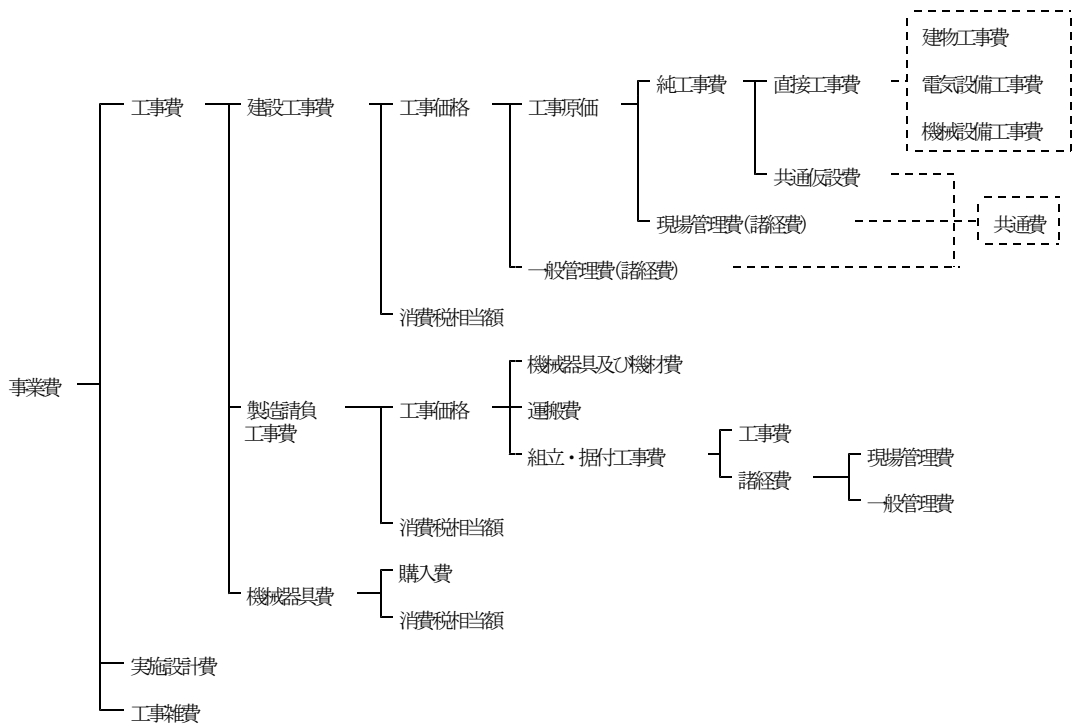 建物工事費
純工事費
直接工事費
電気設備工事費
工事費
建設工事費
工事価格
工事原価
機械設備工事費
共通仮設費
現場管理費(諸経費)
共通費
一般管理費(諸経費)
消費税相当額
機械器具及び機材費
事業費
製造請負
工事費
工事価格
運搬費
組立・据付工事費
工事費
諸経費
現場管理費
一般管理費
消費税相当額
機械器具費
購入費
消費税相当額
実施設計費
工事雑費